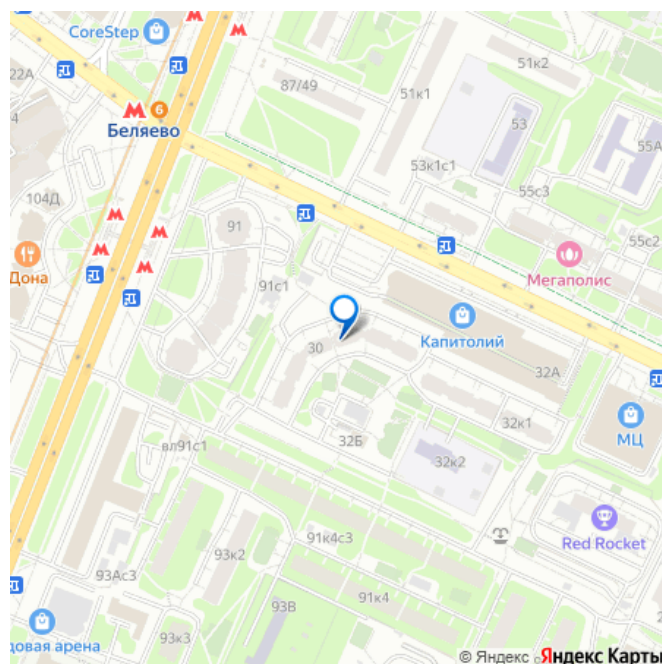 CoreStep
51к2
22А
87/49
51к1
53
6
Беляево
55А
53к1с1
55с3
104Д
91
55с2
Дона
Мегаполис
91с1
Капитолий
30
32А
32к1
МЦ
32Б
вл91с1
32к2
91к4с3
Red Rocket
93к2
93Ас3
91к4
93В
довая арена
93к3
© Яндекс
Яндекс Карты